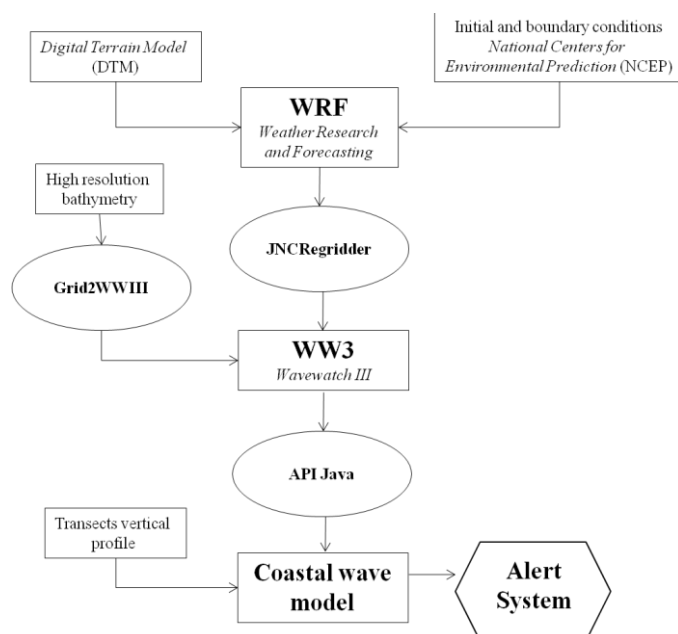 Digital Terrain Model
(DTM)
Initial and boundary conditions
National Centers for
Environmental Prediction (NCEP)
WRF
Weather Research
and Forecasting
High resolution
bathymetry
JNCRegridder
Grid2WWIII
WW3
Wavewatch III
API Java
Transects vertical
profile
Coastal wave
model
Alert
System